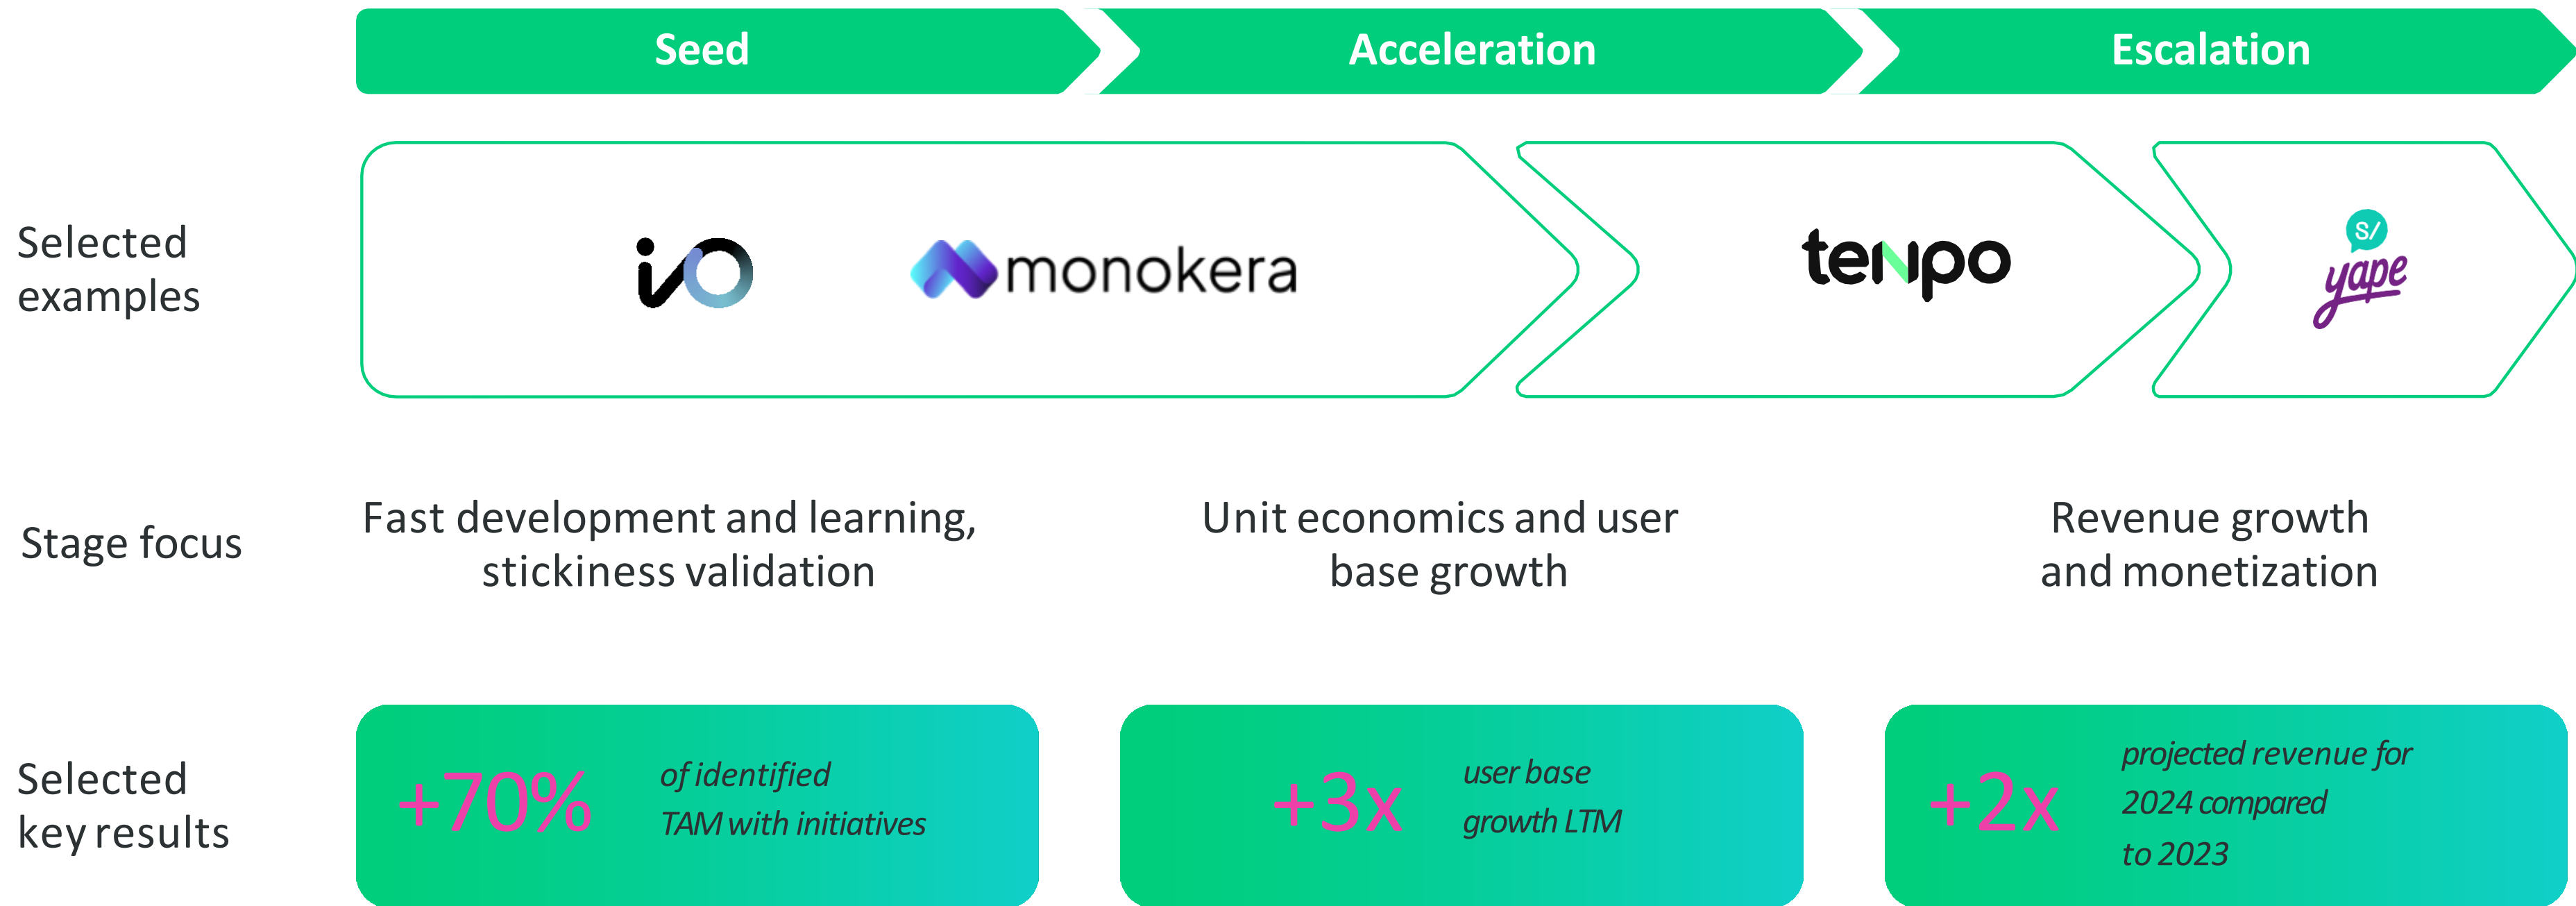 Seed
Acceleration
Escalation
Selected
examples
io
monokera
tenpo
S/
yape
Stage focus
Fast development and learning,
stickiness validation
Unit economics and user
base growth
Revenue growth
and monetization
Selected
key results
+70%
of identified
TAM with initiatives
+3x
user base
growth LTM
+2x
projected revenue for
2024 compared
to 2023